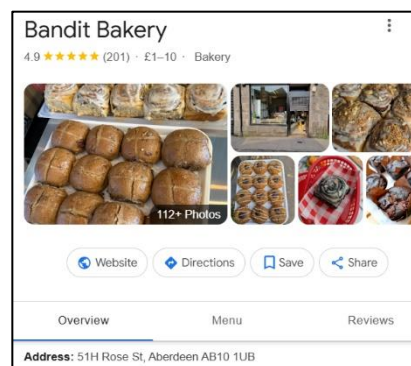 Bandit Bakery
4.9 ★★★★★ (201) · £1–10 · Bakery
112+ Photos
Website Directions Save Share
Overview Menu Reviews
Address: 51H Rose St, Aberdeen AB10 1UB